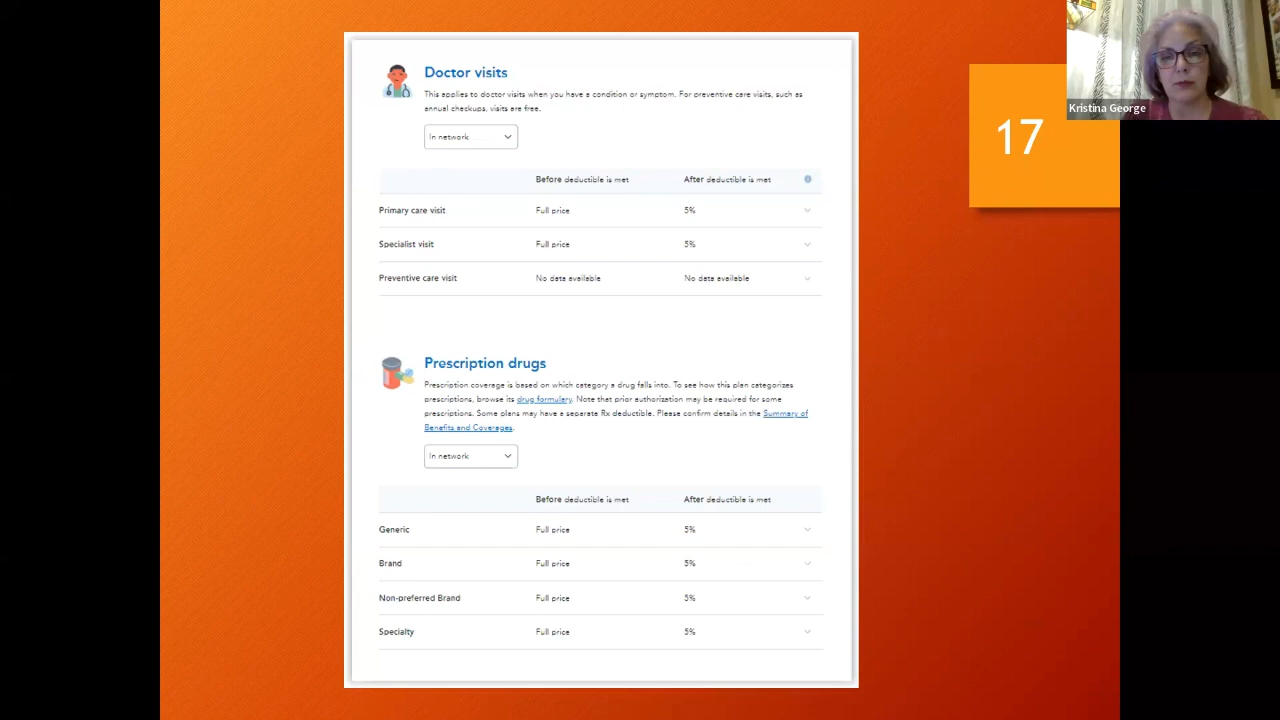 Doctor visits
This applies to doctor visits when you have a condition or symptom. For preventive care visits, such as
annual checkups, visits are free.
In network
Before deductible is met After deductible is met
Primary care visit Full price 5%
Specialist visit Full price 5%
Preventive care visit No data available No data available
Prescription drugs
Prescription coverage is based on which category a drug falls into. To see how this plan categorizes
prescriptions, browse its drug formulary. Note that prior authorization may be required for some
prescriptions. Some plans may have a separate Rx deductible. Please confirm details in the Summary of
Benefits and Coverages.
In network
Before deductible is met After deductible is met
Generic Full price 5%
Brand Full price 5%
Non-preferred Brand Full price 5%
Specialty Full price 5%
17
Kristina George